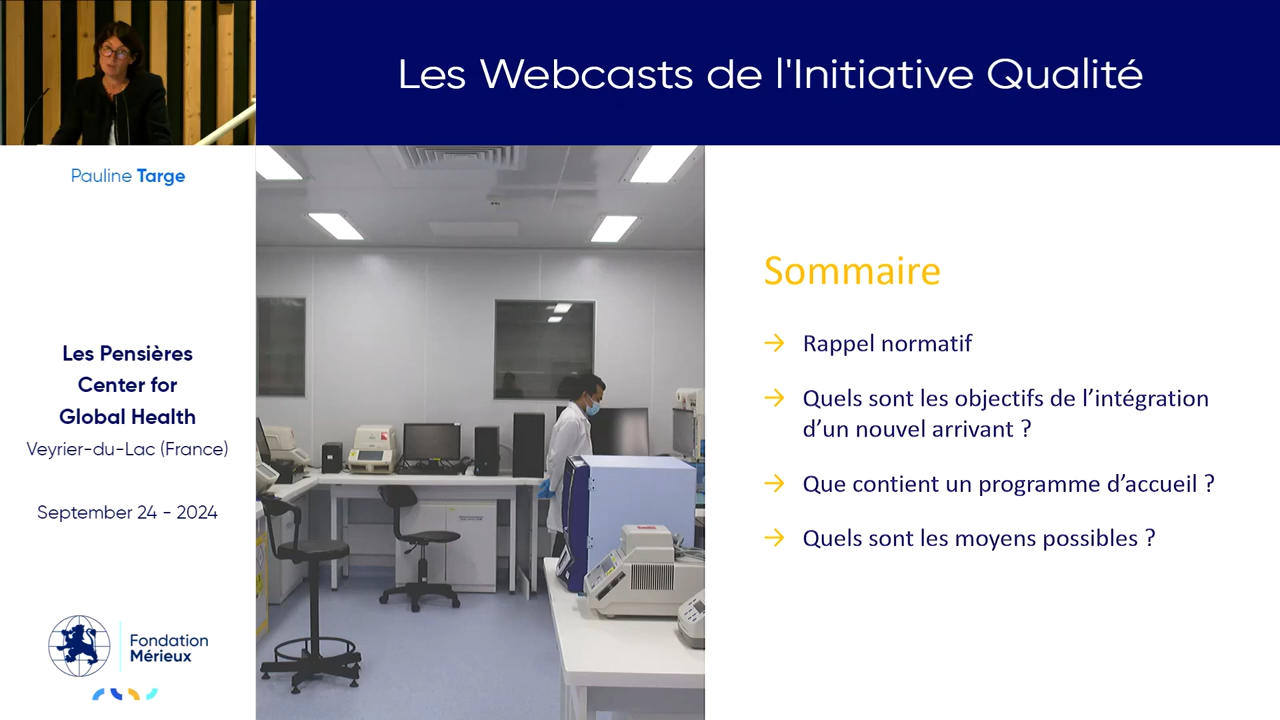 Les Webcasts de l'Initiative Qualité
Pauline Targe
Les Pensières
Center for
Global Health
Veyrier-du-Lac (France)
September 24 - 2024
Fondation
Mérieux
Sommaire
→ Rappel normatif
→ Quels sont les objectifs de l’intégration
d’un nouvel arrivant ?
→ Que contient un programme d’accueil ?
→ Quels sont les moyens possibles ?